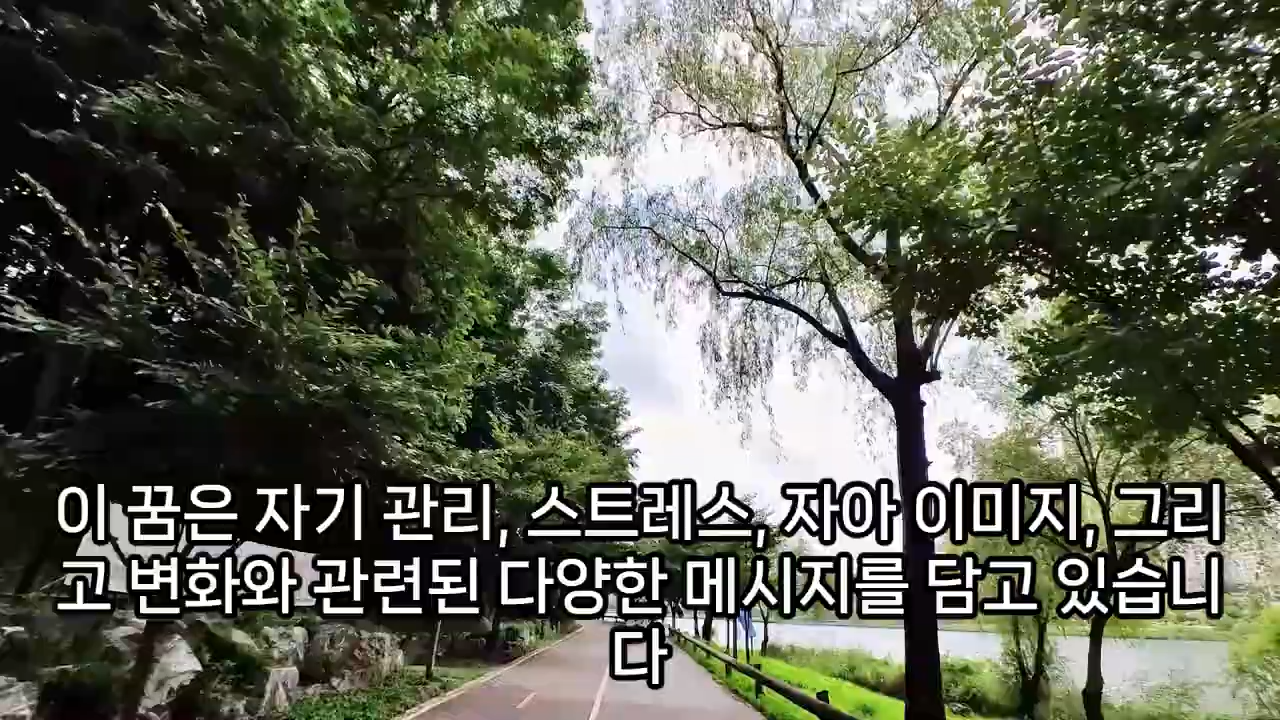 이 꿈은 자기 관리, 스트레스, 자아 이미지, 그리
고 변화와 관련된 다양한 메시지를 담고 있습니
다